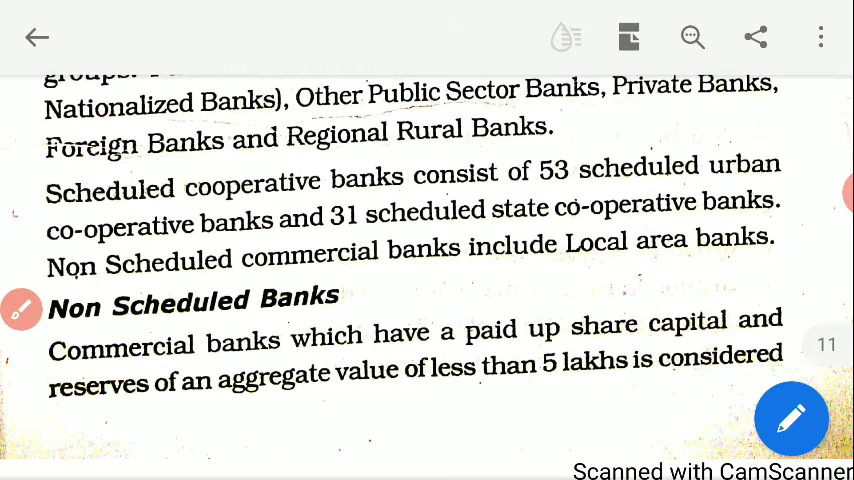 Nationalized Banks), Other Public Sector Banks, Private Banks,
Foreign Banks and Regional Rural Banks.
Scheduled cooperative banks consist of 53 scheduled urban
co-operative banks and 31 scheduled state co-operative banks.
Non Scheduled commercial banks include Local area banks.
Non Scheduled Banks
Commercial banks which have a paid up share capital and
reserves of an aggregate value of less than 5 lakhs is considered
11
Scanned with CamScanner